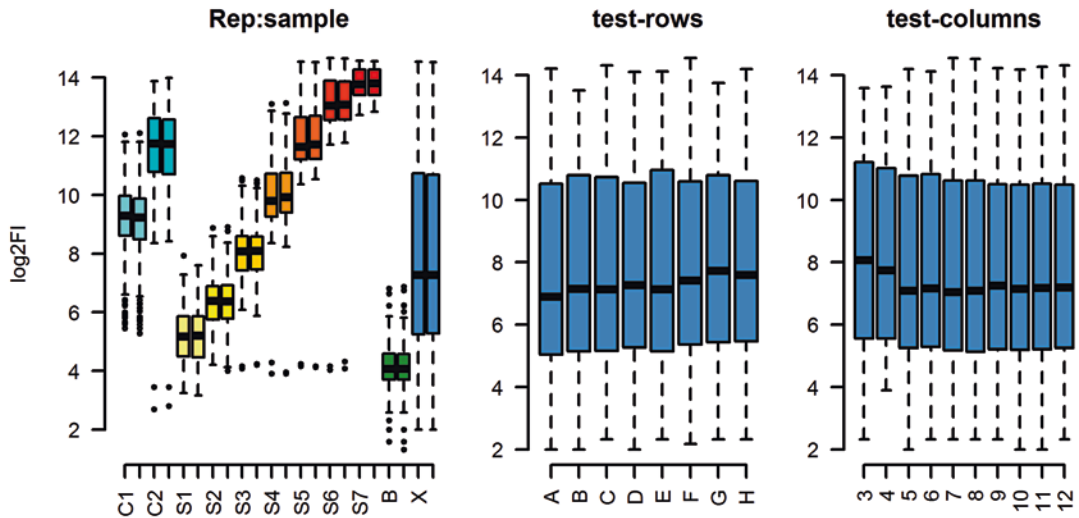 Rep:sample
test-rows
test-columns
log2FI
14
12
10
8
6
4
2
C1
C2
S1
S2
S3
S4
S5
S6
S7
B
X
14
12
10
8
6
4
2
A
B
C
D
E
F
G
H
14
12
10
8
6
4
2
3
4
5
6
7
8
9
10
11
12